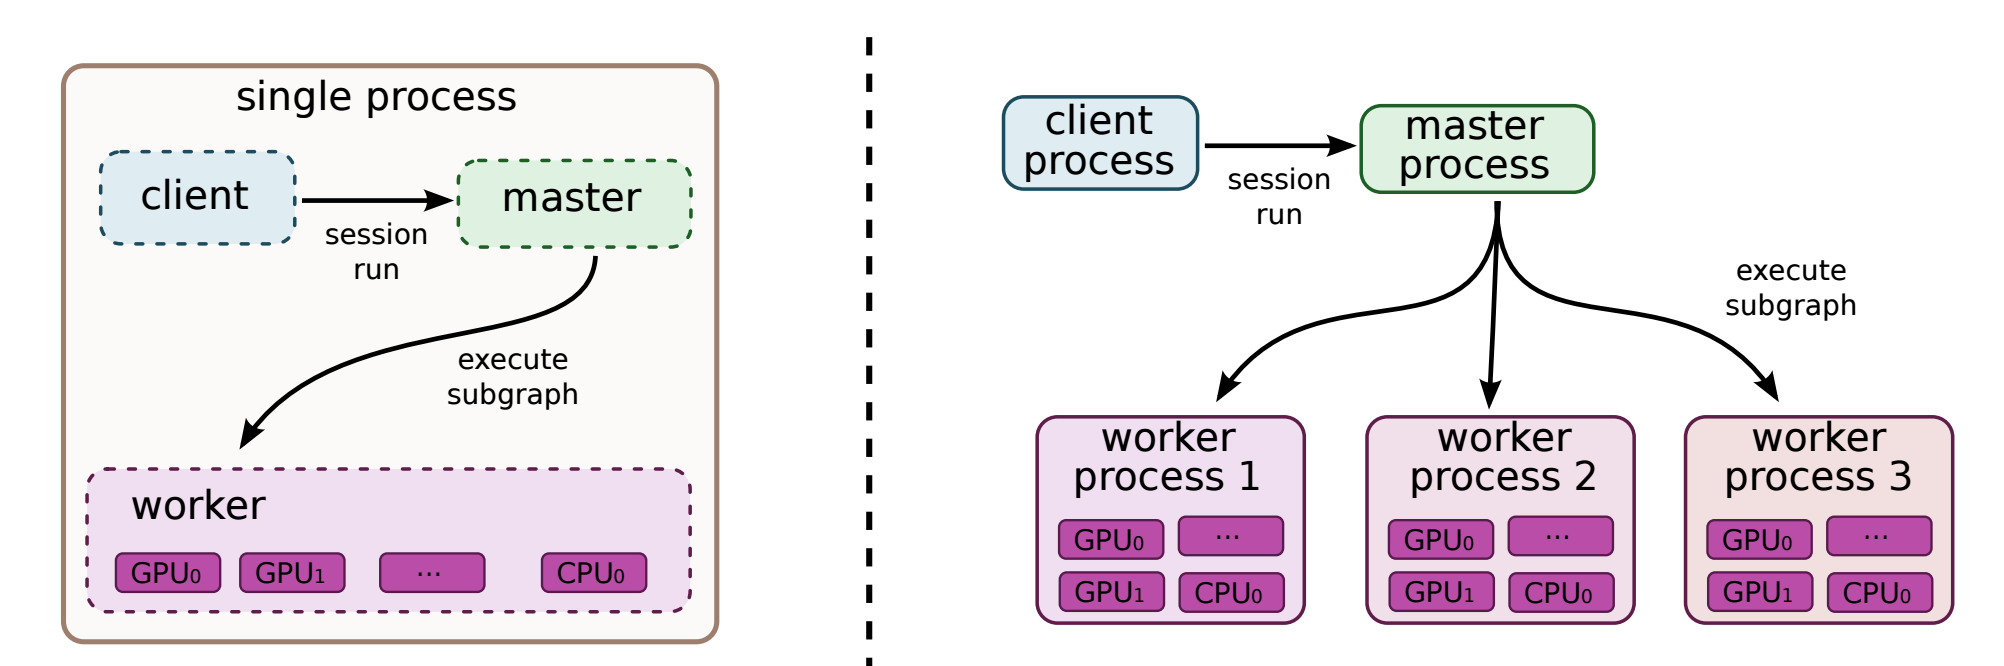 single process
client
master
session
run
execute
subgraph
worker
GPU₀
GPU₁
...
CPU₀
client
process
master
process
session
run
execute
subgraph
worker
process 1
GPU₀
...
GPU₁
CPU₀
worker
process 2
GPU₀
...
GPU₁
CPU₀
worker
process 3
GPU₀
...
GPU₁
CPU₀